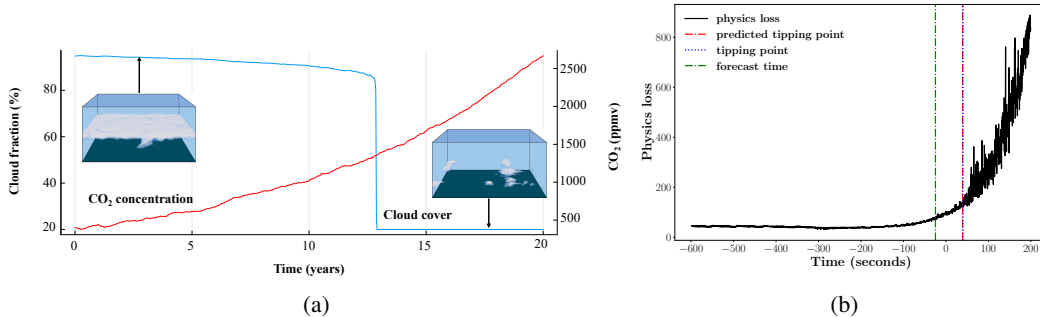 Cloud fraction (%)
80
60
40
20
0
5
10
15
20
Time (years)
CO₂ concentration
Cloud cover
2500
2000
1500
1000
500
CO₂ (ppmv)
(a)
physics loss
predicted tipping point
tipping point
forecast time
Physics loss
800
600
400
200
0
−600
−500
−400
−300
−200
−100
0
100
200
Time (seconds)
(b)